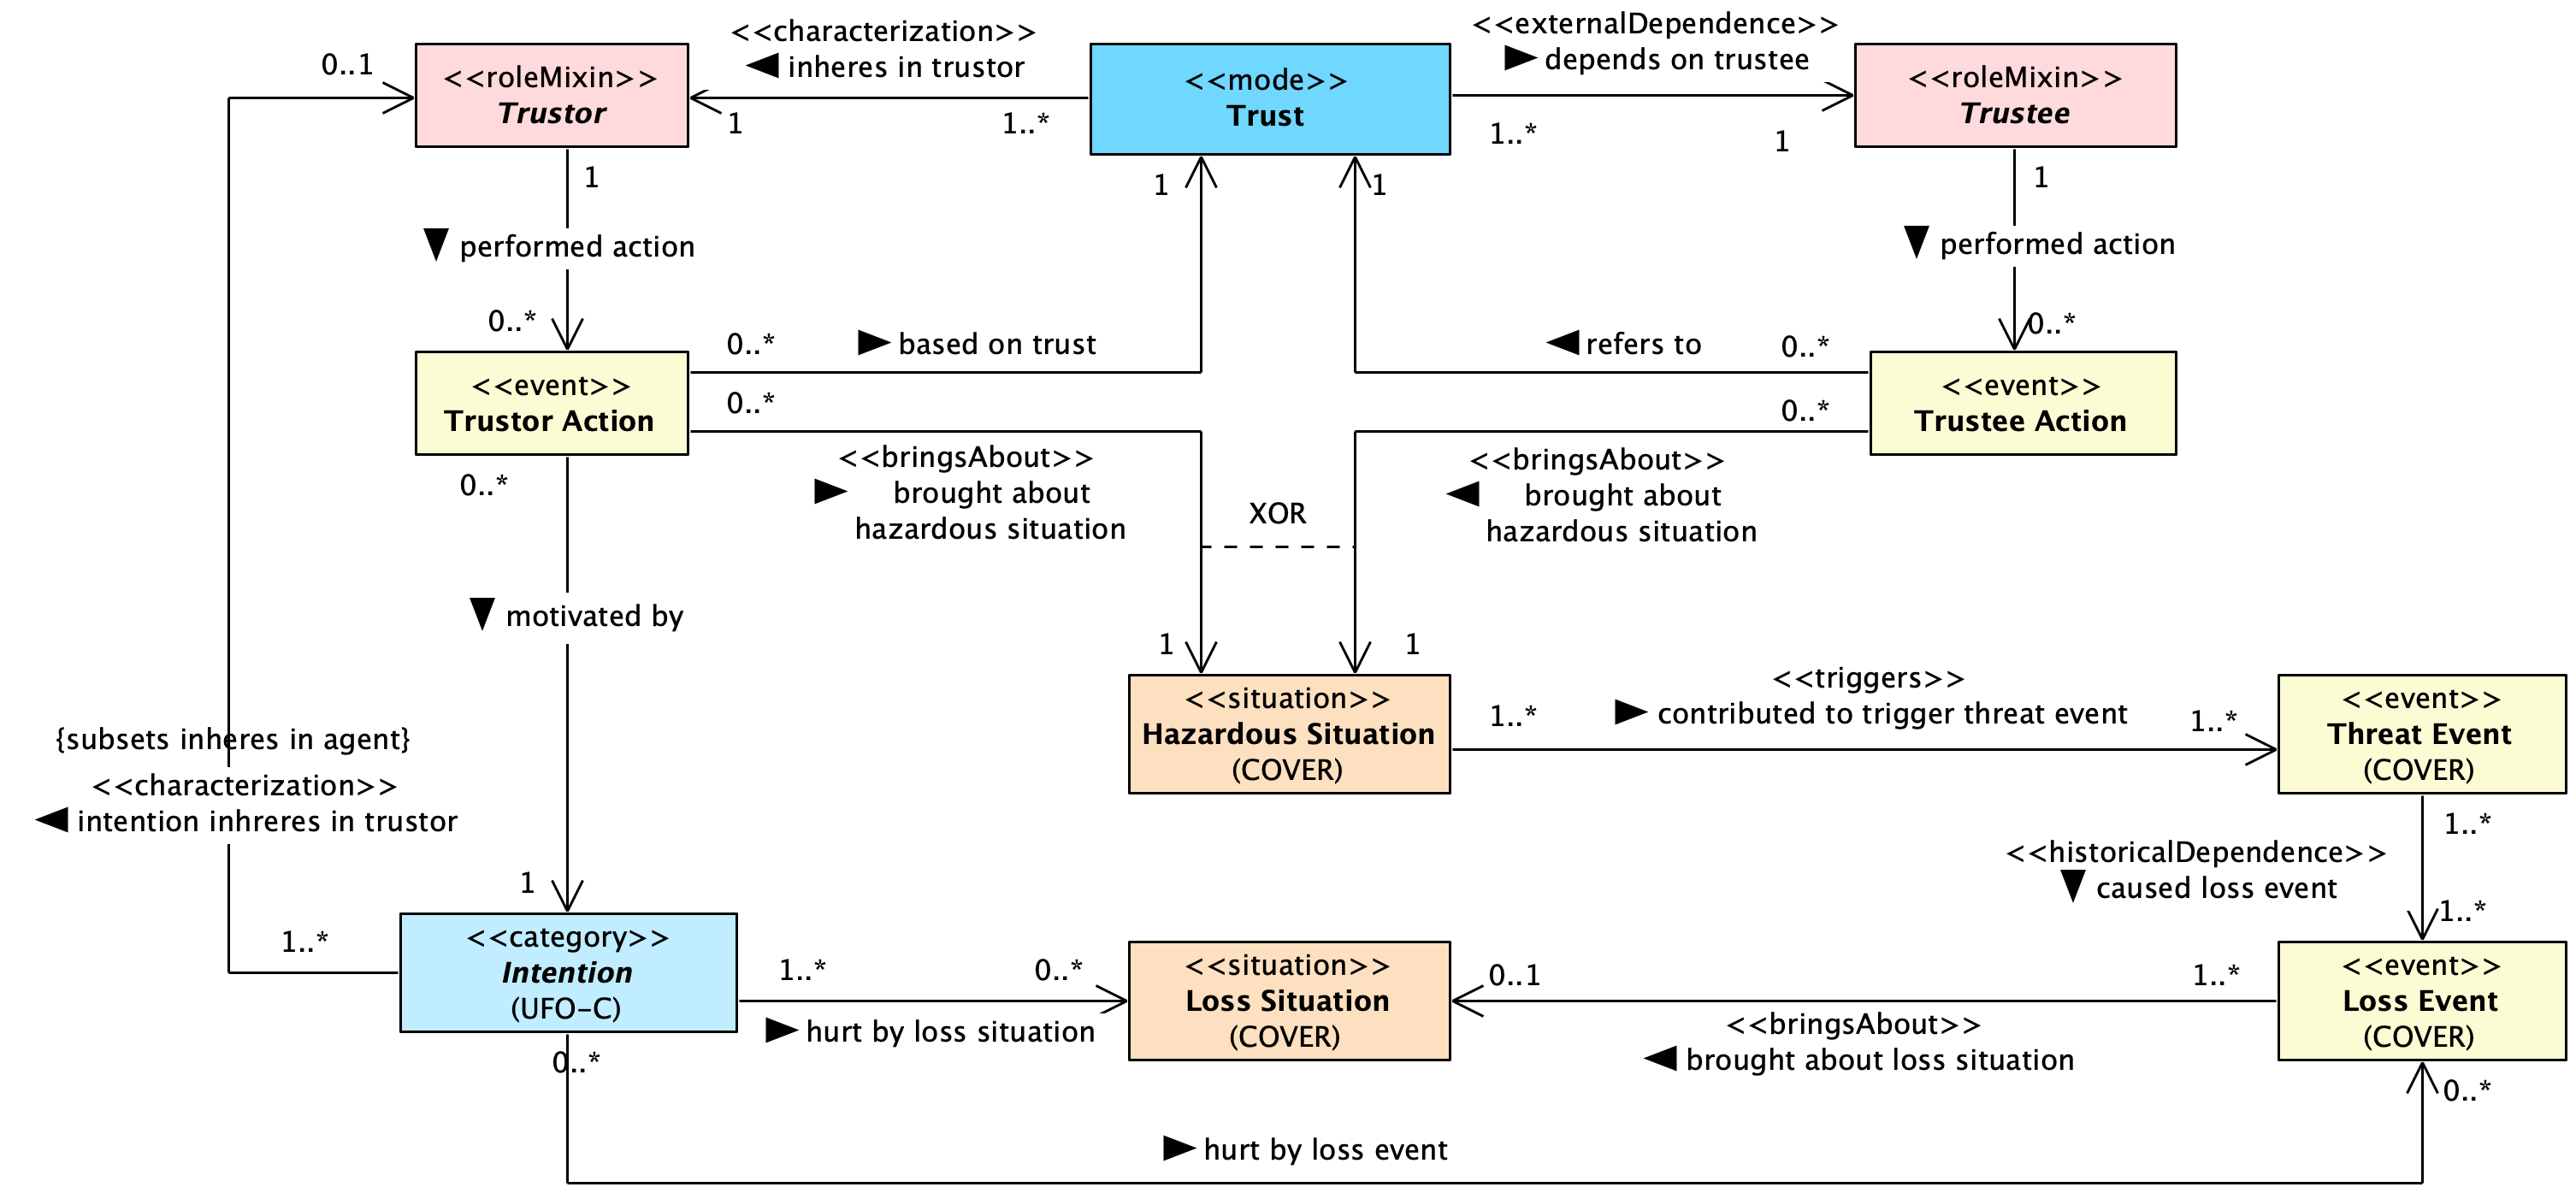 <<characterization>>
◀ inheres in trustor
<<externalDependence>>
▶ depends on trustee
0..1
<<roleMixin>>
Trustor
1
1..*
<<mode>>
Trust
1..*
1
<<roleMixin>>
Trustee
1
▼ performed action
0..*
1
1
1
▼ performed action
0..*
<<event>>
Trustor Action
0..*
▶ based on trust
◀ refers to
0..*
<<event>>
Trustee Action
0..*
0..*
0..*
<<bringsAbout>>
▶ brought about
hazardous situation
XOR
<<bringsAbout>>
◀ brought about
hazardous situation
▼ motivated by
1
1
<<situation>>
Hazardous Situation
(COVER)
1..*
<<triggers>>
▶ contributed to trigger threat event
1..*
<<event>>
Threat Event
(COVER)
{subsets inheres in agent}
<<characterization>>
◀ intention inhreres in trustor
1..*
1
1..*
<<historicalDependence>>
▼ caused loss event
1..*
<<category>>
Intention
(UFO-C)
1..*
0..*
▶ hurt by loss situation
<<situation>>
Loss Situation
(COVER)
0..1
1..*
<<bringsAbout>>
◀ brought about loss situation
<<event>>
Loss Event
(COVER)
0..*
0..*
▶ hurt by loss event